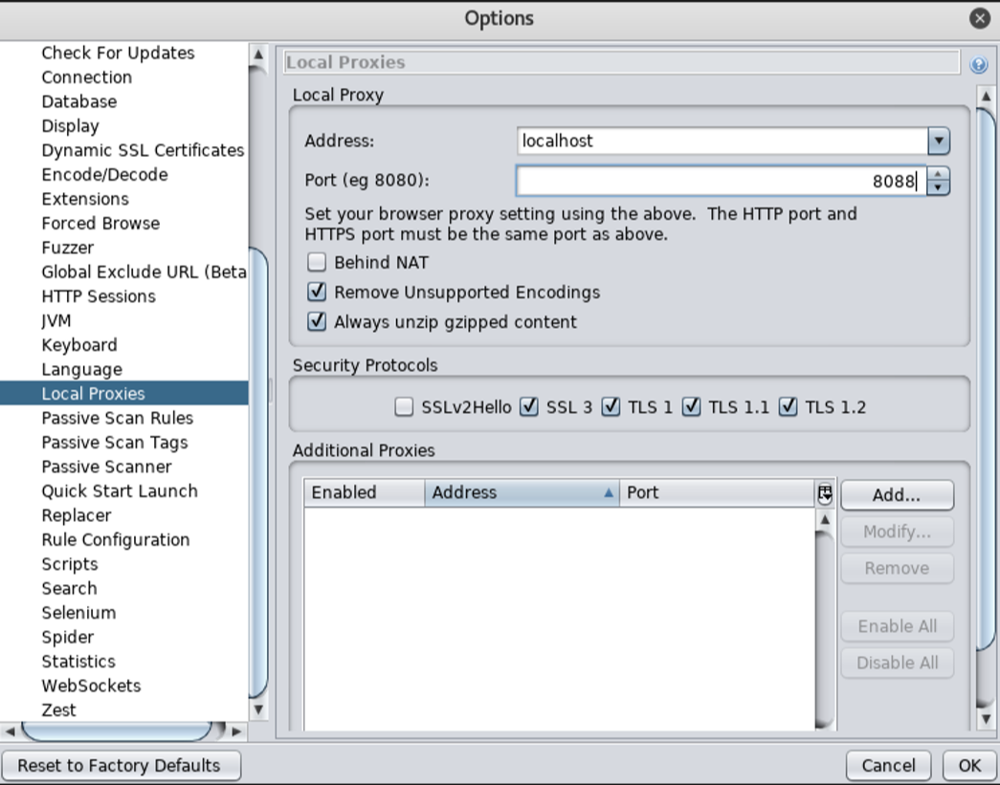 Options
Check For Updates
Connection
Database
Display
Dynamic SSL Certificates
Encode/Decode
Extensions
Forced Browse
Fuzzer
Global Exclude URL (Beta
HTTP Sessions
JVM
Keyboard
Language
Local Proxies
Passive Scan Rules
Passive Scan Tags
Passive Scanner
Quick Start Launch
Replacer
Rule Configuration
Scripts
Search
Selenium
Spider
Statistics
WebSockets
Zest
Local Proxies
?
Local Proxy
Address: localhost
Port (eg 8080): 8088
Set your browser proxy setting using the above.  The HTTP port and
HTTPS port must be the same port as above.
Behind NAT
Remove Unsupported Encodings
Always unzip gzipped content
Security Protocols
SSLv2Hello SSL 3 TLS 1 TLS 1.1 TLS 1.2
Additional Proxies
Enabled Address Port
Add...
Modify...
Remove
Enable All
Disable All
Reset to Factory Defaults
Cancel OK